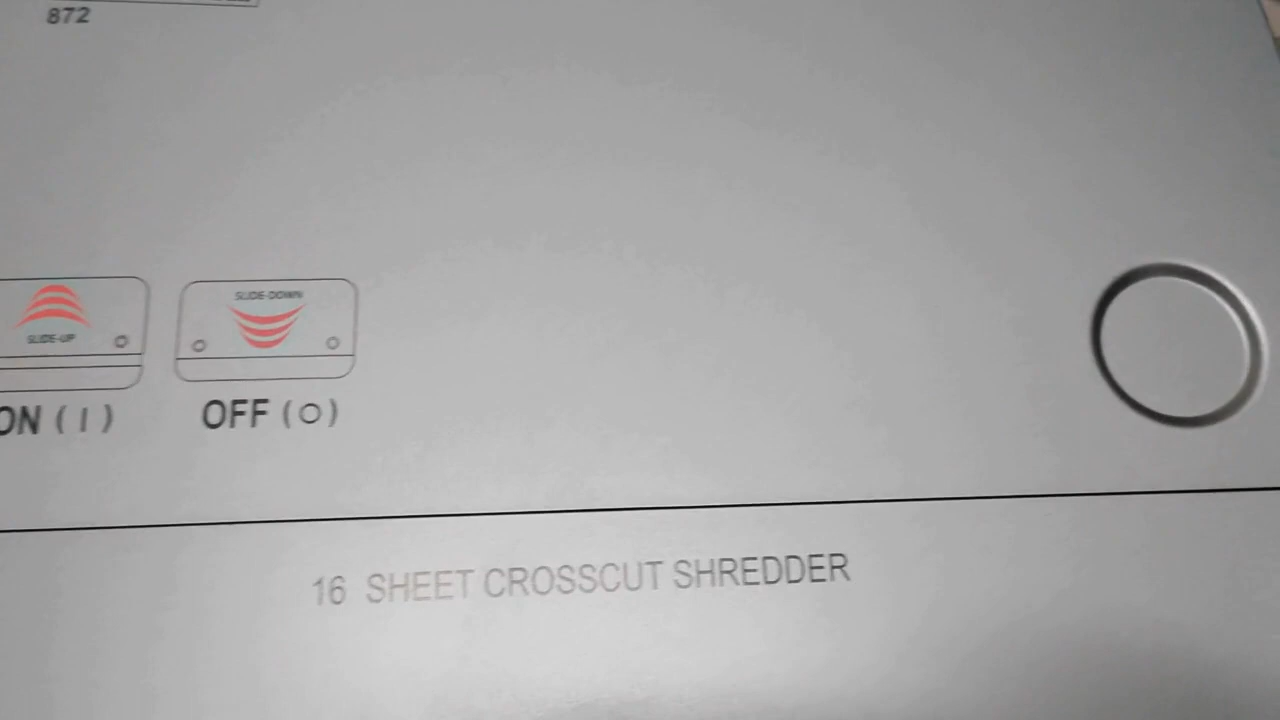 872
SLIDE-UP
SLIDE-DOWN
ON ( I )
OFF ( O )
16 SHEET CROSSCUT SHREDDER